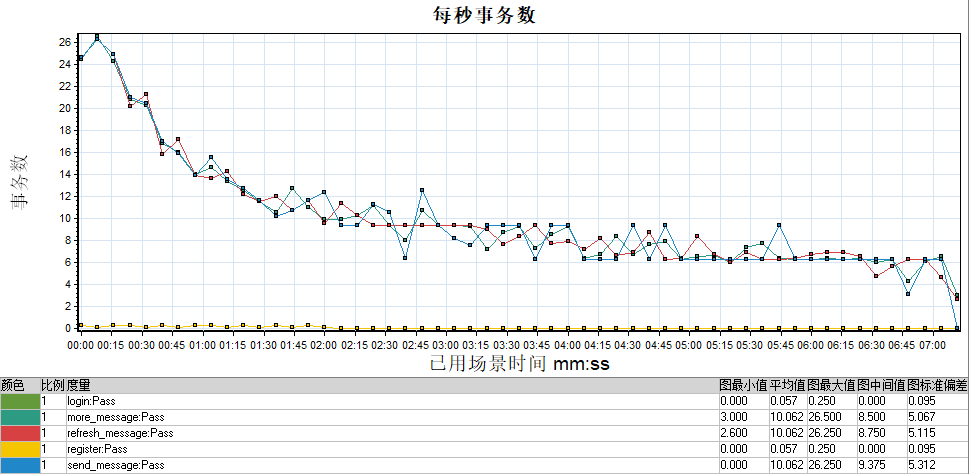 每秒事务数
26
24
22
20
18
16
14
12
10
8
6
4
2
0
事务数
00:00 00:15 00:30 00:45 01:00 01:15 01:30 01:45 02:00 02:15 02:30 02:45 03:00 03:15 03:30 03:45 04:00 04:15 04:30 04:45 05:00 05:15 05:30 05:45 06:00 06:15 06:30 06:45 07:00
已用场景时间 mm:ss
颜色 比例 度量 图最小值 平均值 图最大值 图中间值 图标准偏差
1 login:Pass 0.000 0.057 0.250 0.000 0.095
1 more_message:Pass 3.000 10.062 26.500 8.500 5.067
1 refresh_message:Pass 2.600 10.062 26.250 8.750 5.115
1 register:Pass 0.000 0.057 0.250 0.000 0.095
1 send_message:Pass 0.000 10.062 26.250 9.375 5.312